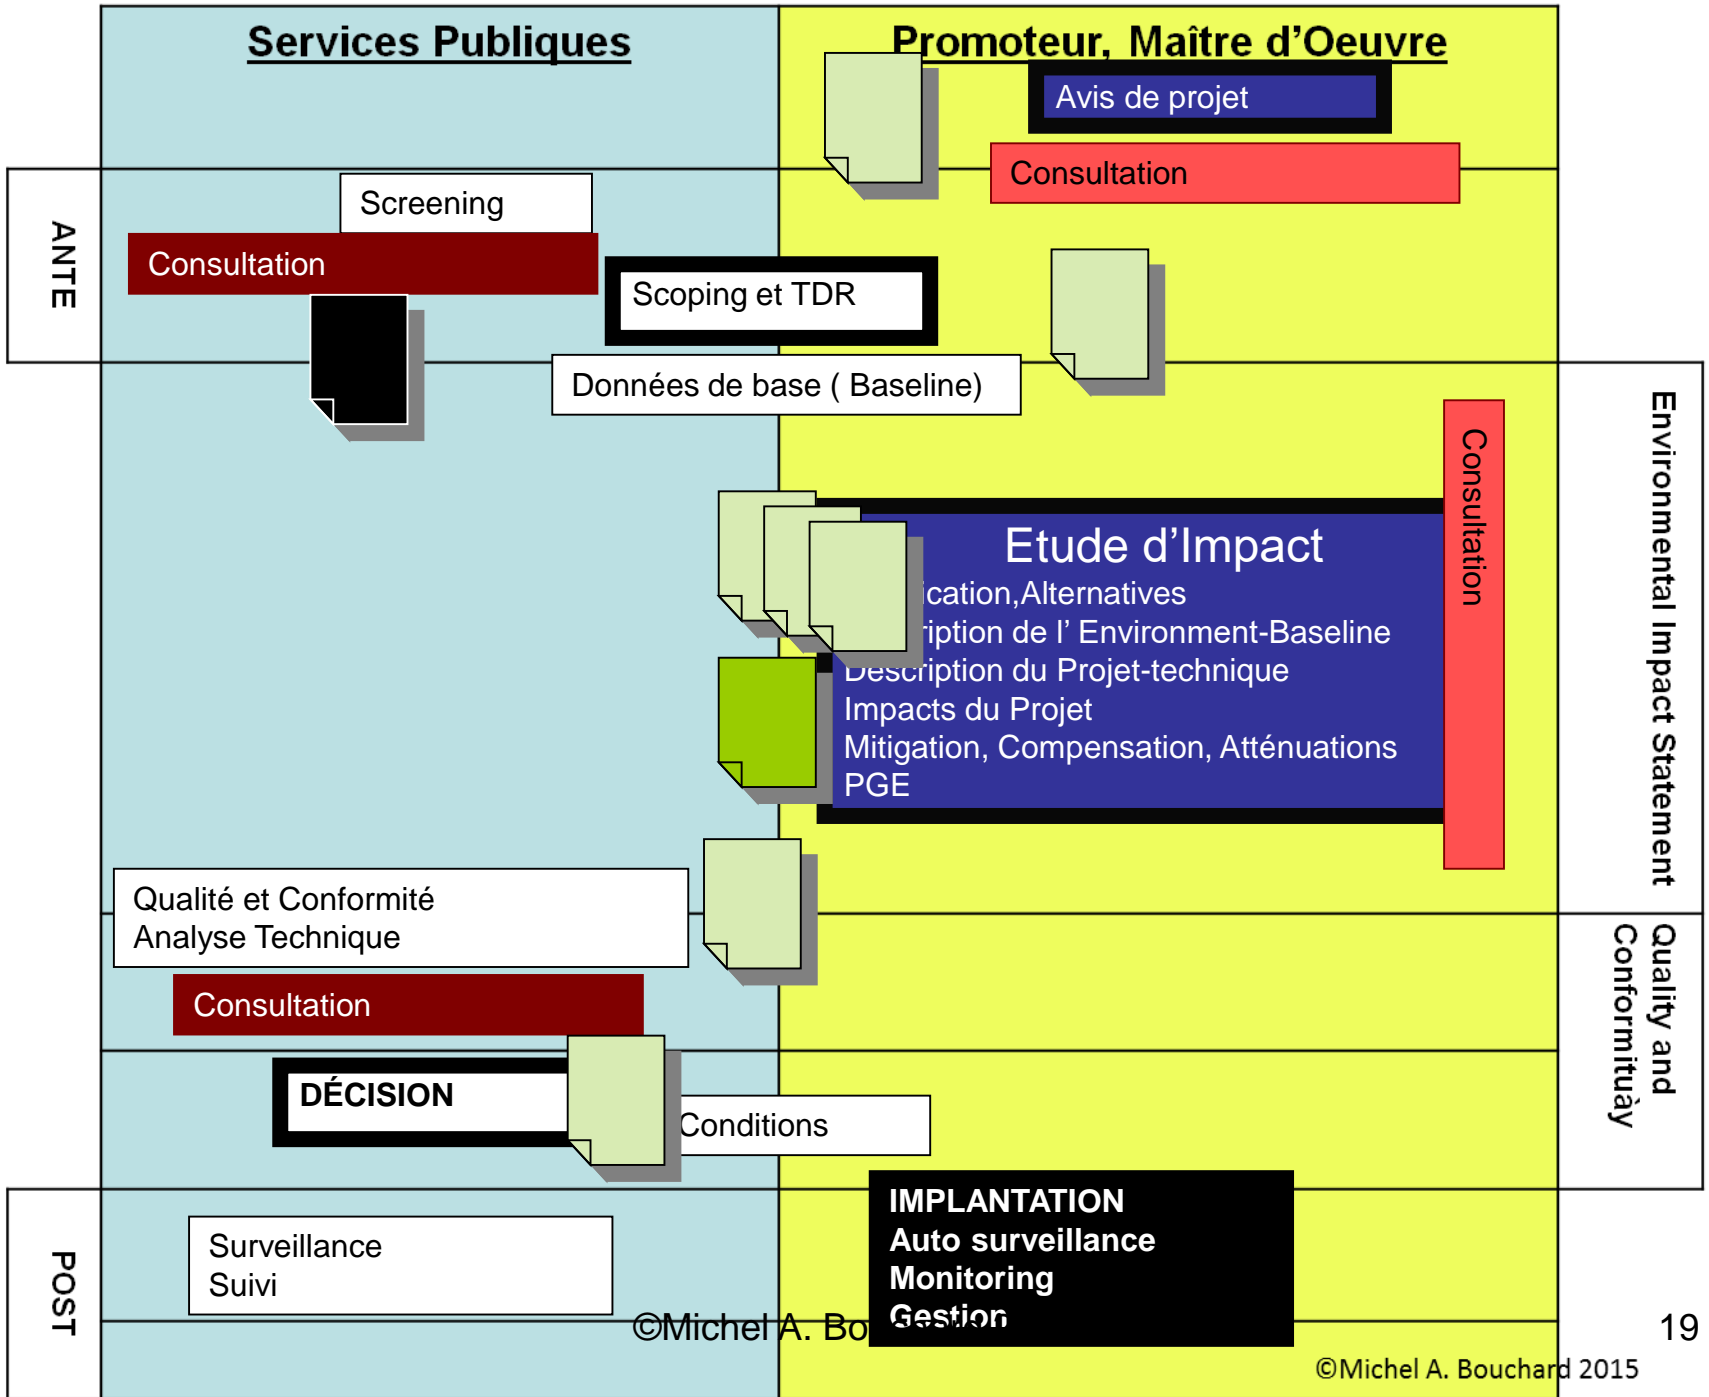 Services Publiques
Promoteur, Maître d'Oeuvre
Avis de projet
Consultation
ANTE
Screening
Consultation
Scoping et TDR
Données de base ( Baseline)
Environmental Impact Statement
Consultation
Etude d'Impact
ication,Alternatives
ription de l' Environment-Baseline
Description du Projet-technique
Impacts du Projet
Mitigation, Compensation, Atténuations
PGE
Qualité et Conformité
Analyse Technique
Quality and
Conformituày
Consultation
DÉCISION
Conditions
IMPLANTATION
Auto surveillance
Monitoring
Gestion
POST
Surveillance
Suivi
©Michel A. Bo
19
©Michel A. Bouchard 2015